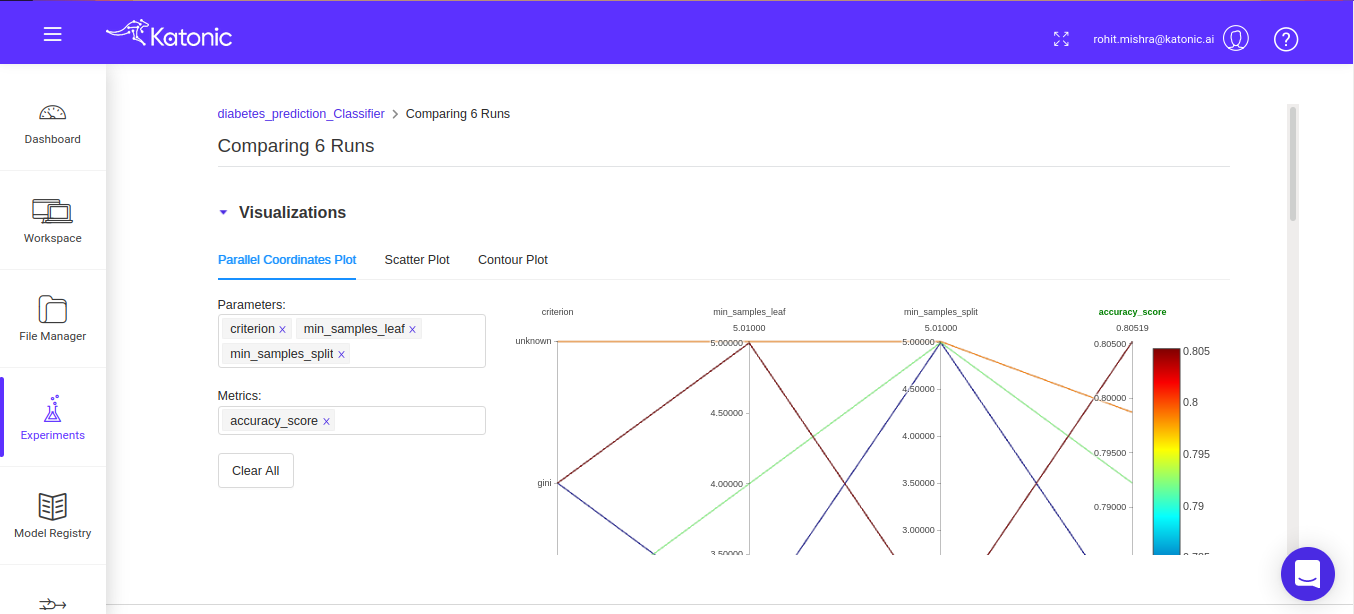 Katonic
rohit.mishra@katonic.ai
?
Dashboard
Workspace
File Manager
Experiments
Model Registry
diabetes_prediction_Classifier > Comparing 6 Runs
Comparing 6 Runs
Visualizations
Parallel Coordinates Plot Scatter Plot Contour Plot
Parameters:
criterion x min_samples_leaf x
min_samples_split x
Metrics:
accuracy_score x
Clear All
criterion min_samples_leaf min_samples_split accuracy_score
5.01000 5.01000 0.80519
unknown 5.00000 5.00000 0.80500
4.50000 4.50000 0.80000
4.00000 0.79500
gini 4.00000 3.50000 0.79000
3.50000 3.00000
0.805
0.8
0.795
0.79
0.785